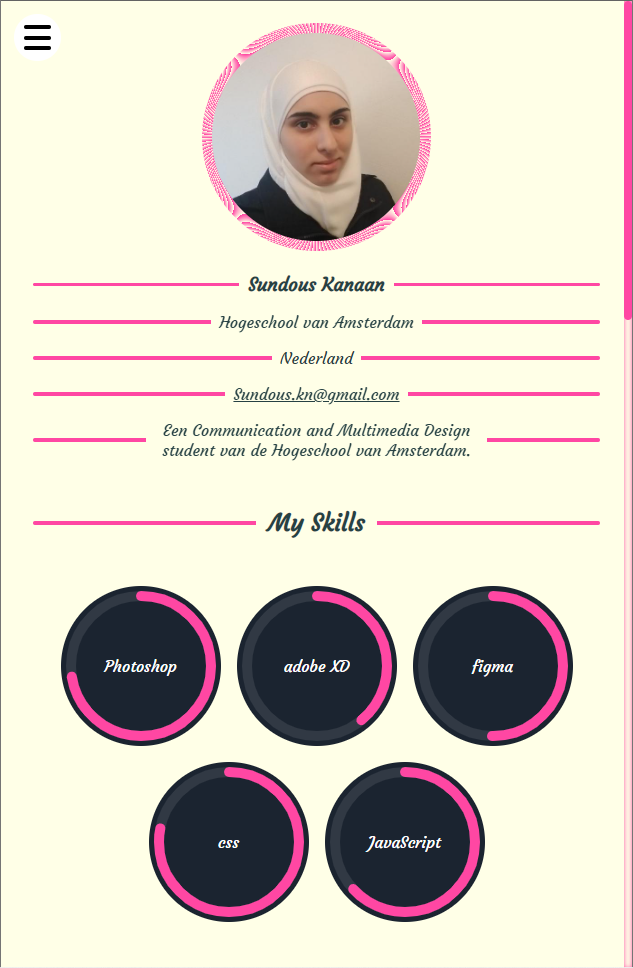 Sundous Kanaan
Hogeschool van Amsterdam
Nederland
Sundous.kn@gmail.com
Een Communication and Multimedia Design
student van de Hogeschool van Amsterdam.
My Skills
Photoshop
adobe XD
figma
css
JavaScript